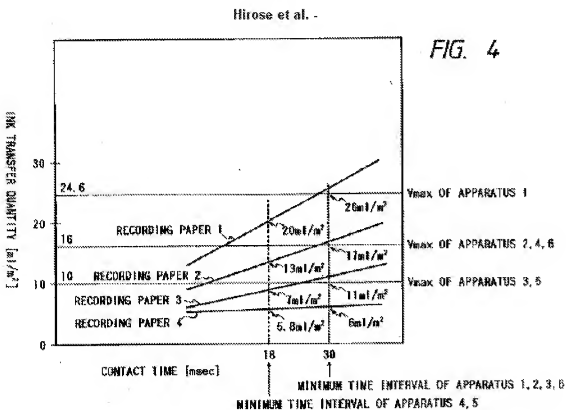 Hirose et al. -
FIG. 4
INK TRANSFER QUANTITY [ml/m²]
30
24.6
Vmax OF APPARATUS 1
26ml/m²
20
RECORDING PAPER 1
20ml/m²
16
Vmax OF APPARATUS 2,4,6
17ml/m²
13ml/m²
10
RECORDING PAPER 2
Vmax OF APPARATUS 3,5
11ml/m²
RECORDING PAPER 3
7ml/m²
RECORDING PAPER 4
5.8ml/m²
6ml/m²
0
CONTACT TIME [msec]
18
30
MINIMUM TIME INTERVAL OF APPARATUS 1,2,3,6
MINIMUM TIME INTERVAL OF APPARATUS 4,5